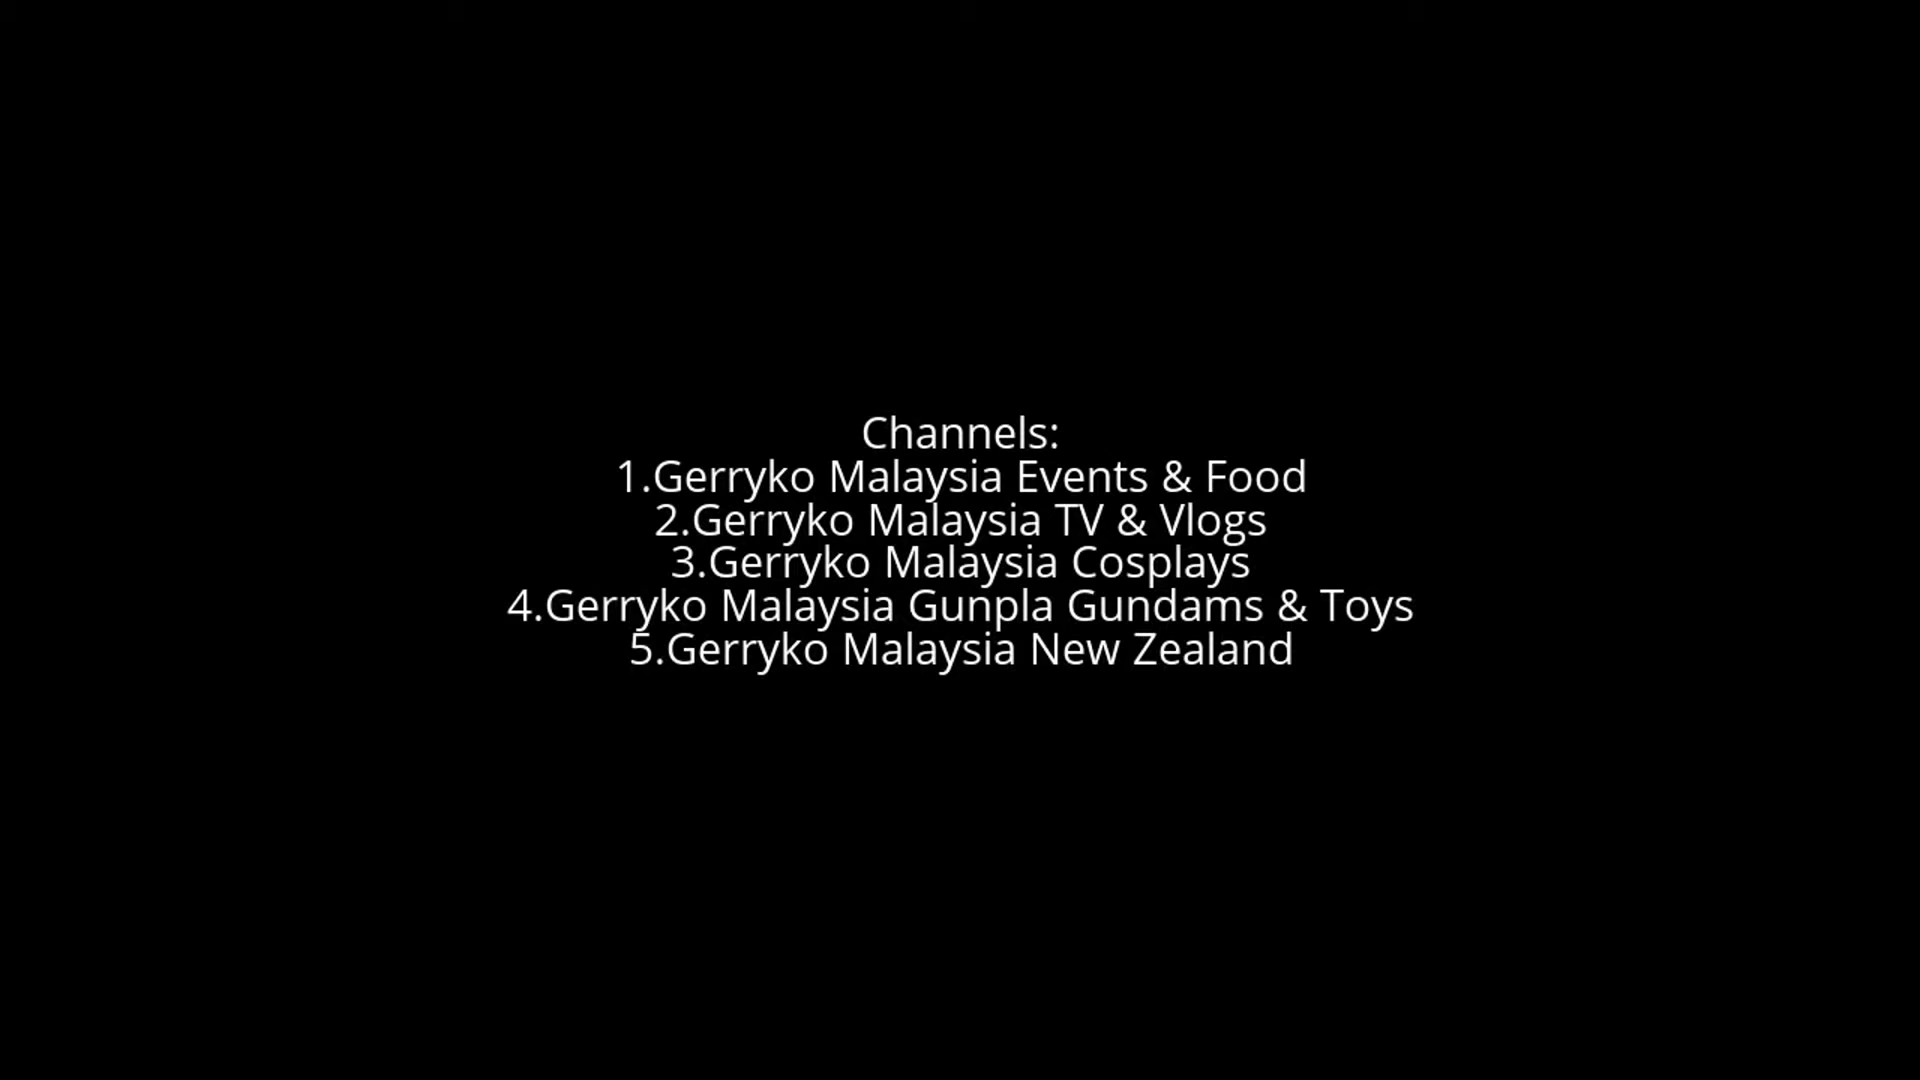 Channels:
1.Gerryko Malaysia Events & Food
2.Gerryko Malaysia TV & Vlogs
3.Gerryko Malaysia Cosplays
4.Gerryko Malaysia Gunpla Gundams & Toys
5.Gerryko Malaysia New Zealand